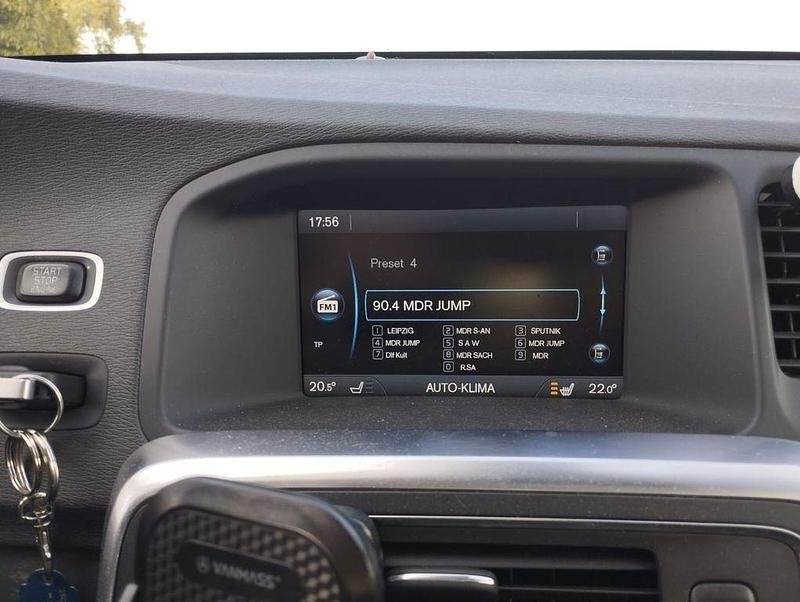 17:56
Preset 4
START
STOP
ENGINE
FM1
90.4 MDR JUMP
1 LEIPZIG 2 MDR S-AN 3 SPUTNIK
TP
4 MDR JUMP 5 S A W 6 MDR JUMP
7 Dlf Kult 8 MDR SACH 9 MDR
0 R.SA
20.5° AUTO-KLIMA 22.0°
VANMASS